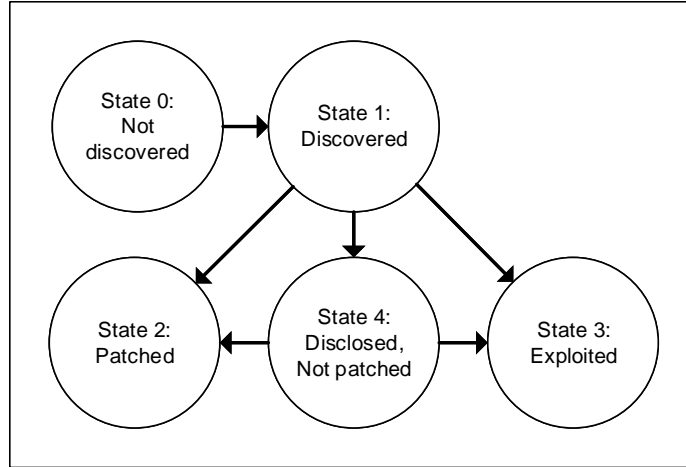 State 0:
Not
discovered
State 1:
Discovered
State 2:
Patched
State 4:
Disclosed,
Not patched
State 3:
Exploited